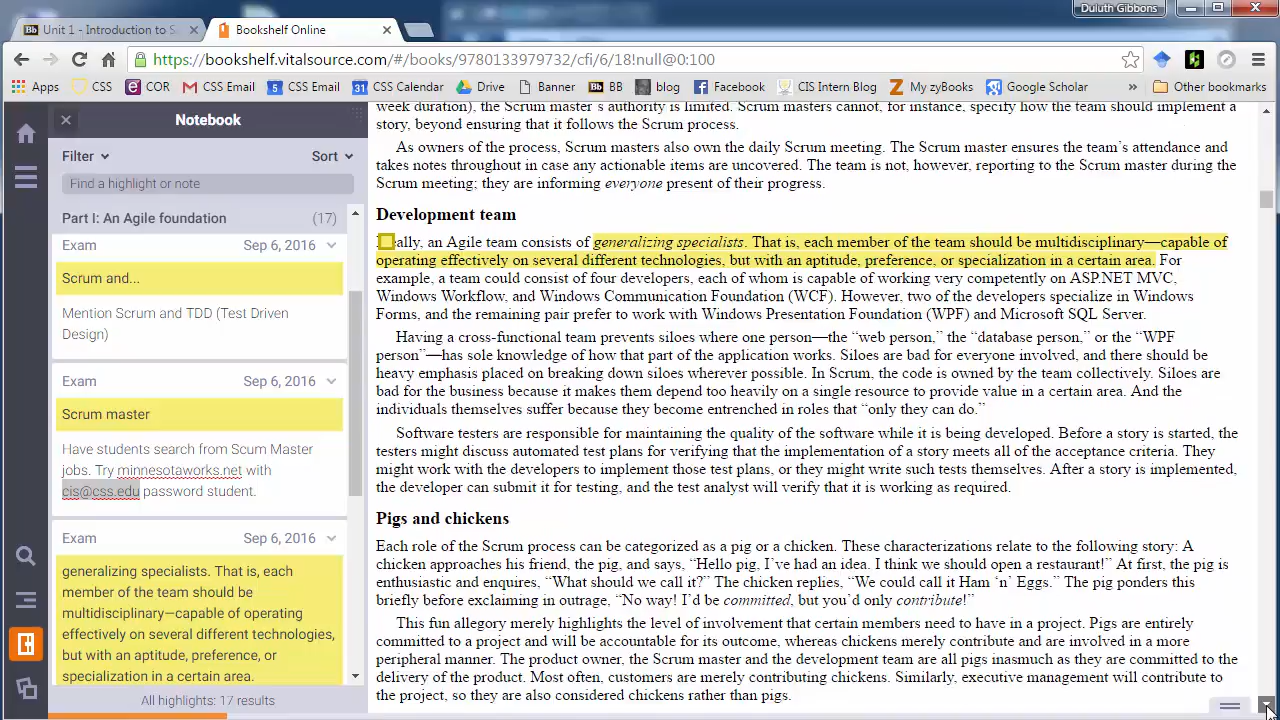 Duluth Gibbons
Bb Unit 1 - Introduction to S
Bookshelf Online
https://bookshelf.vitalsource.com/#/books/9780133979732/cfi/6/18!null@0:100
Apps CSS COR CSS Email CSS Email CSS Calendar Drive Banner BB blog Facebook CIS Intern Blog My zyBooks Google Scholar » Other bookmarks
Notebook
Filter Sort
Find a highlight or note
Part I: An Agile foundation (17)
Exam Sep 6, 2016
Scrum and...
Mention Scrum and TDD (Test Driven
Design)
Exam Sep 6, 2016
Scrum master
Have students search from Scum Master
jobs. Try minnesotaworks.net with
cis@css.edu password student.
Exam Sep 6, 2016
generalizing specialists. That is, each
member of the team should be
multidisciplinary—capable of operating
effectively on several different technologies,
but with an aptitude, preference, or
specialization in a certain area.
All highlights: 17 results
week duration), the Scrum master's authority is limited. Scrum masters cannot, for instance, specify how the team should implement a
story, beyond ensuring that it follows the Scrum process.
As owners of the process, Scrum masters also own the daily Scrum meeting. The Scrum master ensures the team's attendance and
takes notes throughout in case any actionable items are uncovered. The team is not, however, reporting to the Scrum master during the
Scrum meeting; they are informing everyone present of their progress.
Development team
eally, an Agile team consists of generalizing specialists. That is, each member of the team should be multidisciplinary—capable of
operating effectively on several different technologies, but with an aptitude, preference, or specialization in a certain area. For
example, a team could consist of four developers, each of whom is capable of working very competently on ASP.NET MVC,
Windows Workflow, and Windows Communication Foundation (WCF). However, two of the developers specialize in Windows
Forms, and the remaining pair prefer to work with Windows Presentation Foundation (WPF) and Microsoft SQL Server.
Having a cross-functional team prevents siloes where one person—the “web person,” the “database person,” or the “WPF
person”—has sole knowledge of how that part of the application works. Siloes are bad for everyone involved, and there should be
heavy emphasis placed on breaking down siloes wherever possible. In Scrum, the code is owned by the team collectively. Siloes are
bad for the business because it makes them depend too heavily on a single resource to provide value in a certain area. And the
individuals themselves suffer because they become entrenched in roles that “only they can do.”
Software testers are responsible for maintaining the quality of the software while it is being developed. Before a story is started, the
testers might discuss automated test plans for verifying that the implementation of a story meets all of the acceptance criteria. They
might work with the developers to implement those test plans, or they might write such tests themselves. After a story is implemented,
the developer can submit it for testing, and the test analyst will verify that it is working as required.
Pigs and chickens
Each role of the Scrum process can be categorized as a pig or a chicken. These characterizations relate to the following story: A
chicken approaches his friend, the pig, and says, “Hello pig, I’ve had an idea. I think we should open a restaurant!” At first, the pig is
enthusiastic and enquires, “What should we call it?” The chicken replies, “We could call it Ham ‘n’ Eggs.” The pig ponders this
briefly before exclaiming in outrage, “No way! I’d be committed, but you’d only contribute!”
This fun allegory merely highlights the level of involvement that certain members need to have in a project. Pigs are entirely
committed to a project and will be accountable for its outcome, whereas chickens merely contribute and are involved in a more
peripheral manner. The product owner, the Scrum master and the development team are all pigs inasmuch as they are committed to the
delivery of the product. Most often, customers are merely contributing chickens. Similarly, executive management will contribute to
the project, so they are also considered chickens rather than pigs.